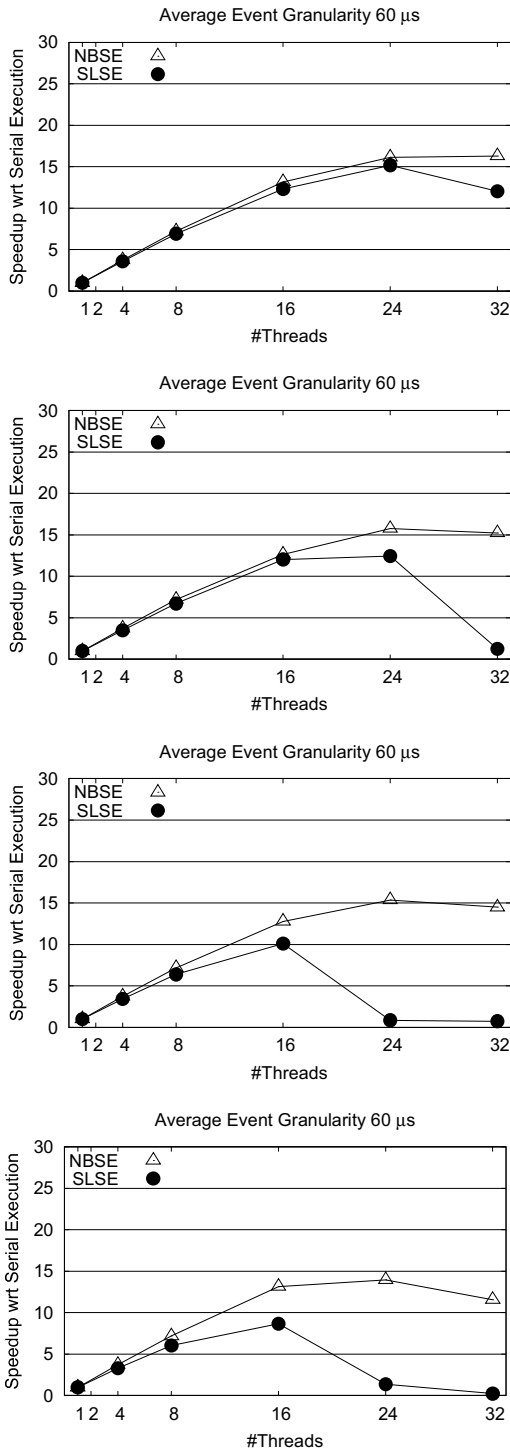 Average Event Granularity 60 μs
Speedup wrt Serial Execution
30
25
20
15
10
5
0
NBSE
SLSE
1 2 4 8 16 24 32
#Threads
Average Event Granularity 60 μs
Speedup wrt Serial Execution
30
25
20
15
10
5
0
NBSE
SLSE
1 2 4 8 16 24 32
#Threads
Average Event Granularity 60 μs
Speedup wrt Serial Execution
30
25
20
15
10
5
0
NBSE
SLSE
1 2 4 8 16 24 32
#Threads
Average Event Granularity 60 μs
Speedup wrt Serial Execution
30
25
20
15
10
5
0
NBSE
SLSE
1 2 4 8 16 24 32
#Threads